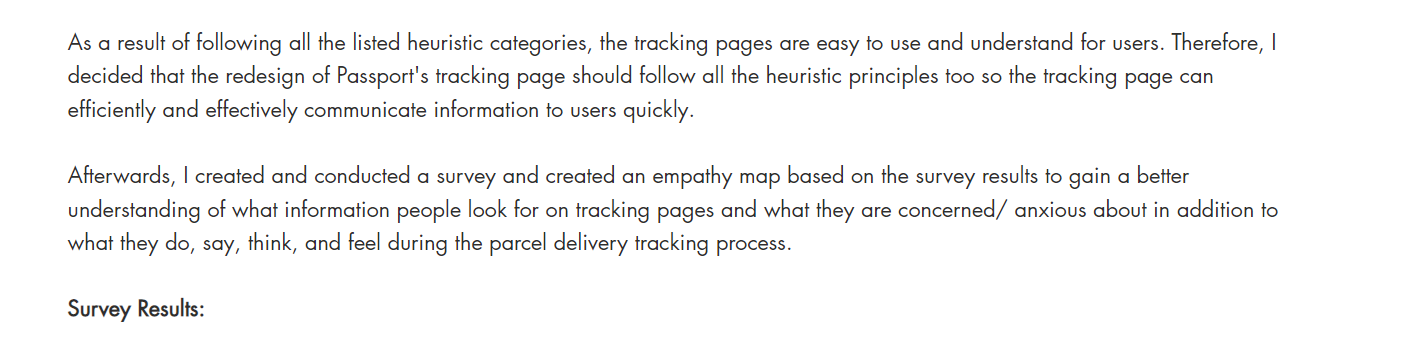 As a result of following all the listed heuristic categories, the tracking pages are easy to use and understand for users. Therefore, I
decided that the redesign of Passport's tracking page should follow all the heuristic principles too so the tracking page can
efficiently and effectively communicate information to users quickly.
Afterwards, I created and conducted a survey and created an empathy map based on the survey results to gain a better
understanding of what information people look for on tracking pages and what they are concerned/ anxious about in addition to
what they do, say, think, and feel during the parcel delivery tracking process.
Survey Results: